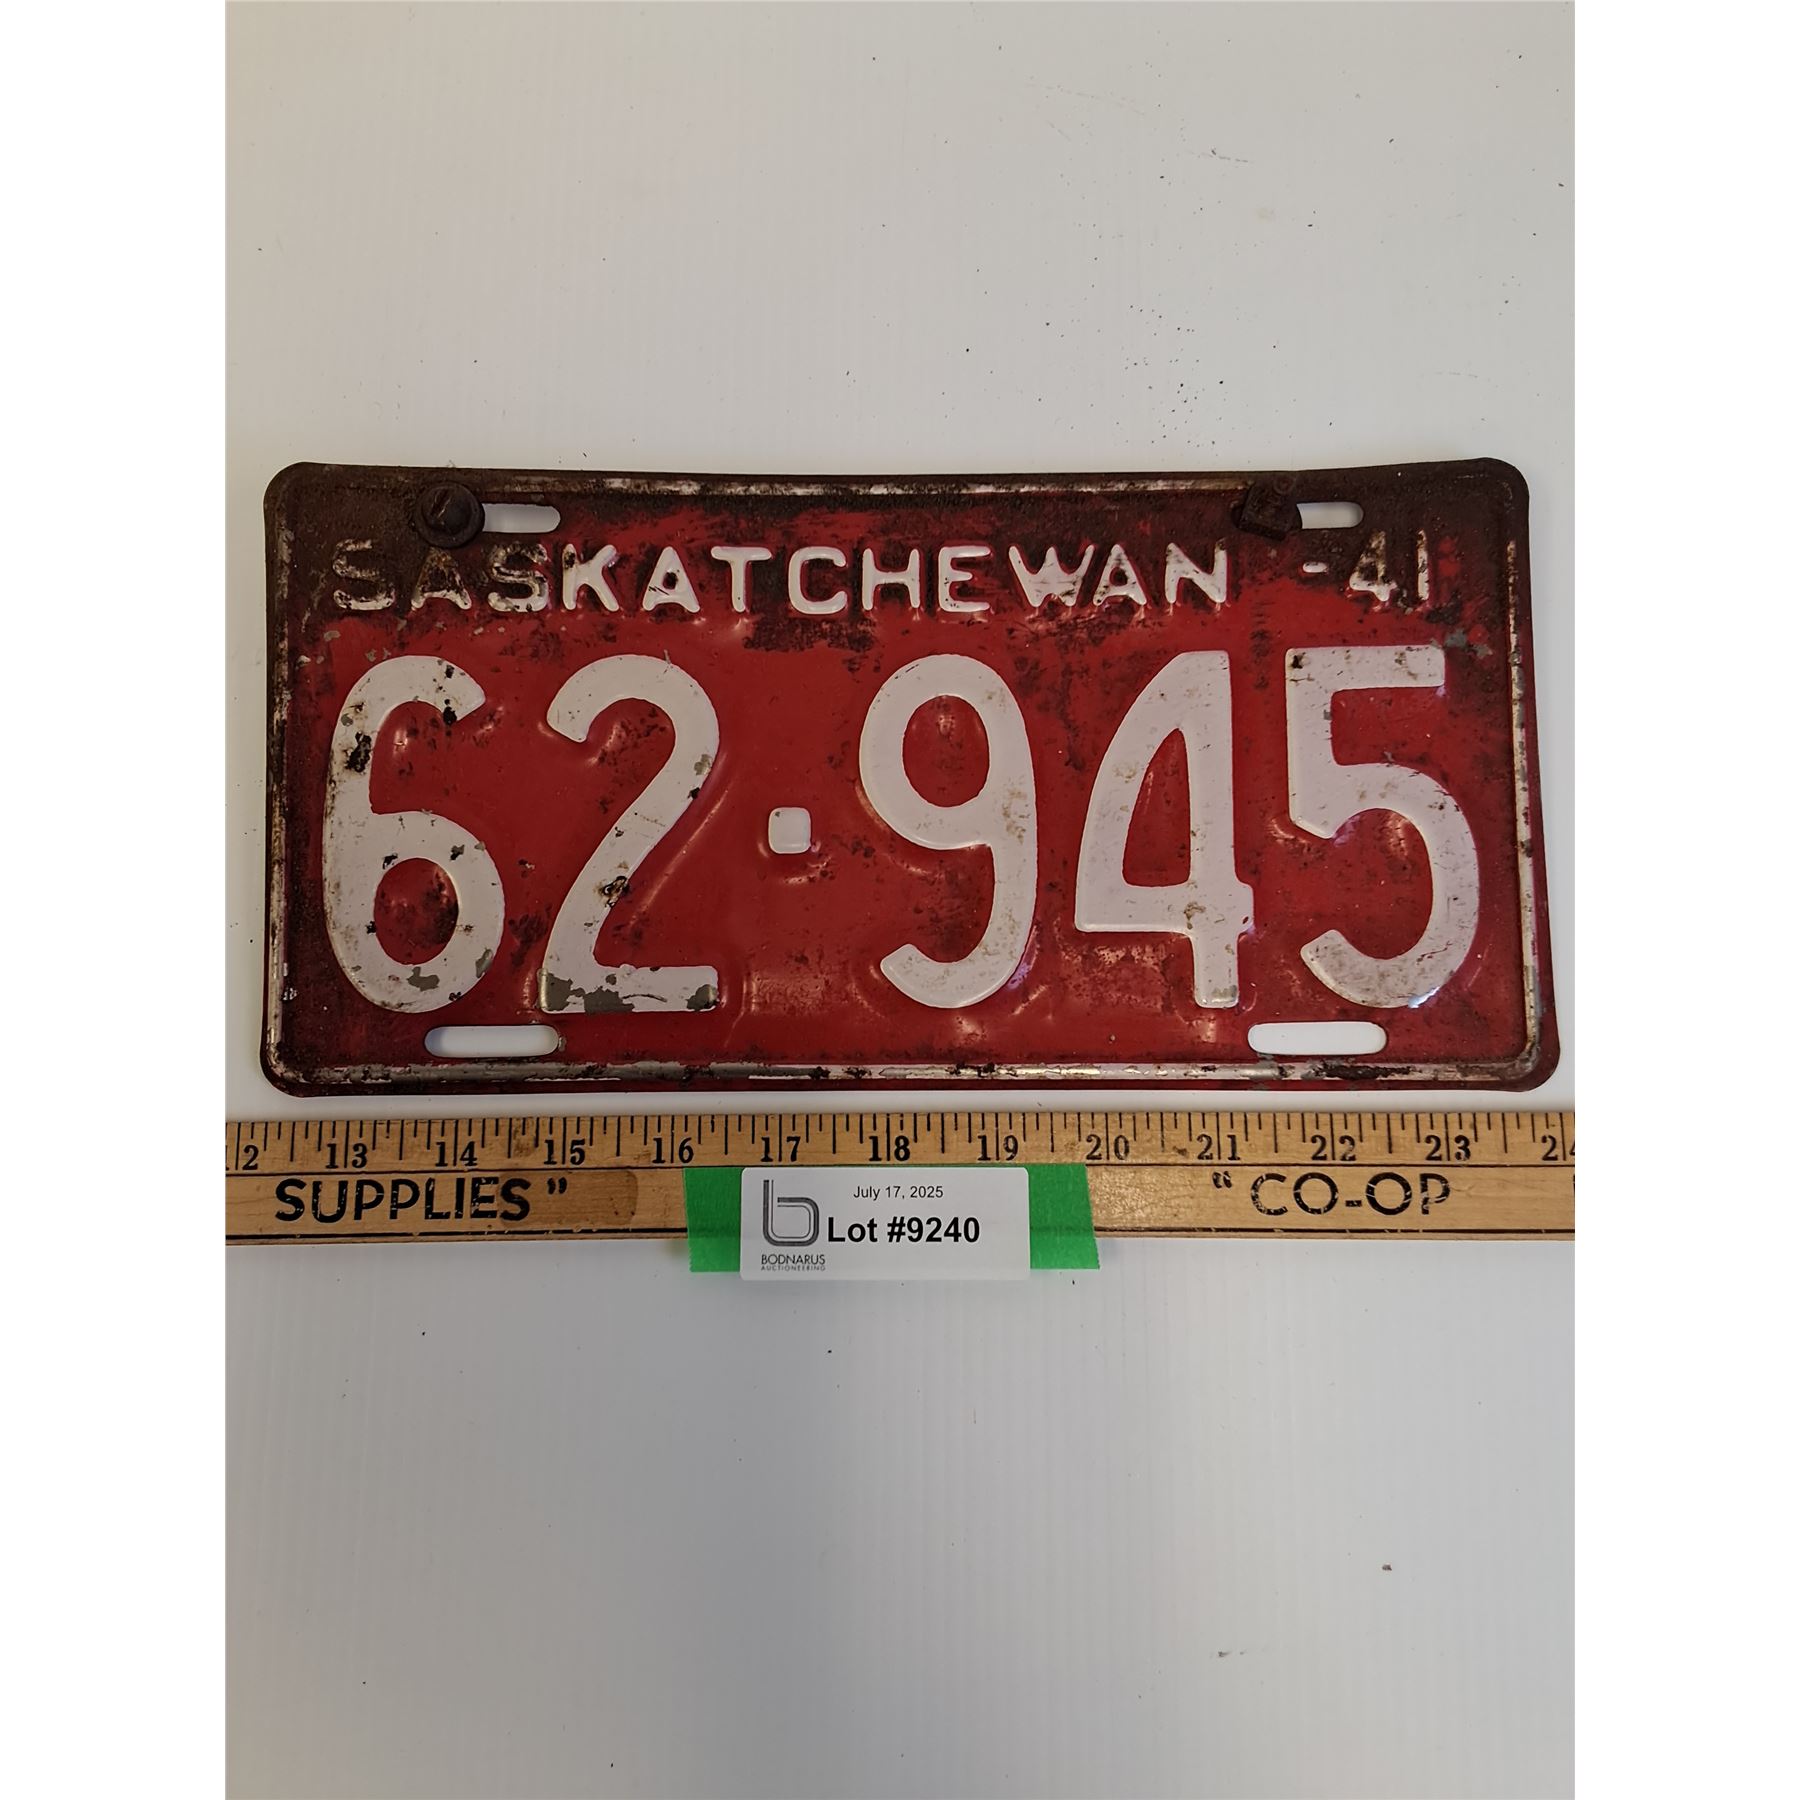 SASKATCHEWAN -41
62·945
12 13 14 15 16 17 18 19 20 21 22 23 24
SUPPLIES" "CO-OP
July 17, 2025
Lot #9240
BODNARUS
AUCTIONEERING